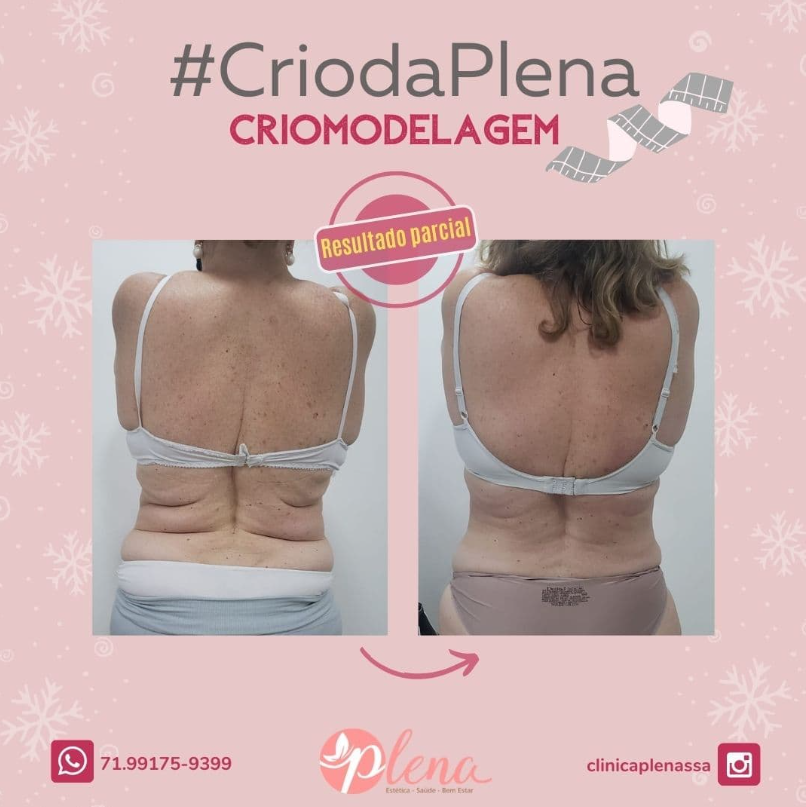 #CriodaPlena
CRIOMODELAGEM
Resultado parcial
71.99175-9399
Plena
Estética - Saúde - Bem Estar
clinicaplenassa